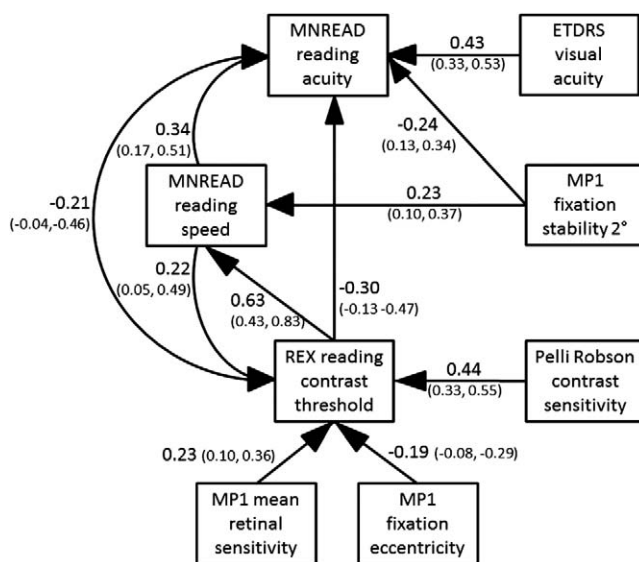 MNREAD
reading
acuity
0.43
(0.33, 0.53)
ETDRS
visual
acuity
0.34
(0.17, 0.51)
-0.24
(0.13, 0.34)
-0.21
(-0.04,-0.46)
MNREAD
reading
speed
0.23
(0.10, 0.37)
MP1
fixation
stability 2°
0.22
(0.05, 0.49)
0.63
(0.43, 0.83)
-0.30
(-0.13 -0.47)
REX reading
contrast
threshold
0.44
(0.33, 0.55)
Pelli Robson
contrast
sensitivity
0.23 (0.10, 0.36)
-0.19 (-0.08, -0.29)
MP1 mean
retinal
sensitivity
MP1
fixation
eccentricity